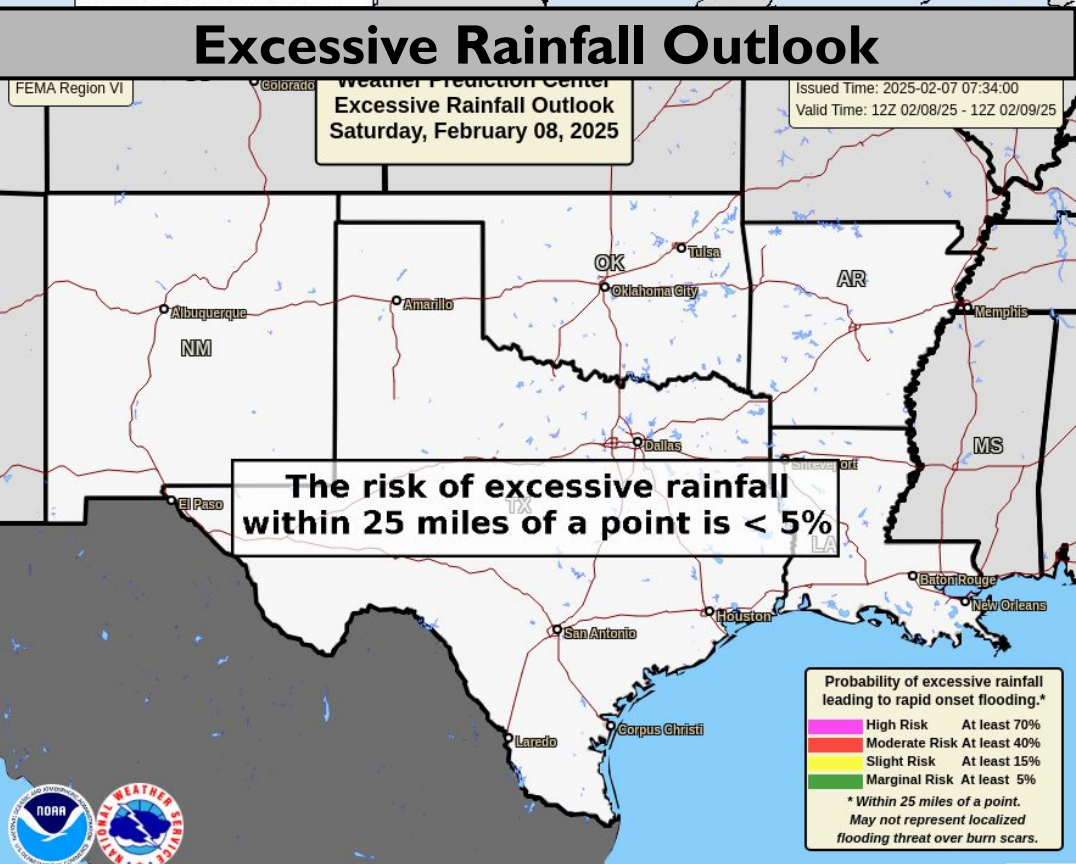 Excessive Rainfall Outlook
FEMA Region VI
Colorado
Weather Prediction Center
Excessive Rainfall Outlook
Saturday, February 08, 2025
Issued Time: 2025-02-07 07:34:00
Valid Time: 12Z 02/08/25 - 12Z 02/09/25
Tulsa
OK
Oklahoma City
AR
Amarillo
Albuquerque
Memphis
NM
Dallas
MS
Shreveport
The risk of excessive rainfall
within 25 miles of a point is < 5%
TX
El Paso
LA
Baton Rouge
New Orleans
Houston
San Antonio
Corpus Christi
Laredo
Probability of excessive rainfall
leading to rapid onset flooding.*
High Risk At least 70%
Moderate Risk At least 40%
Slight Risk At least 15%
Marginal Risk At least 5%
* Within 25 miles of a point.
May not represent localized
flooding threat over burn scars.
NOAA
NATIONAL WEATHER SERVICE